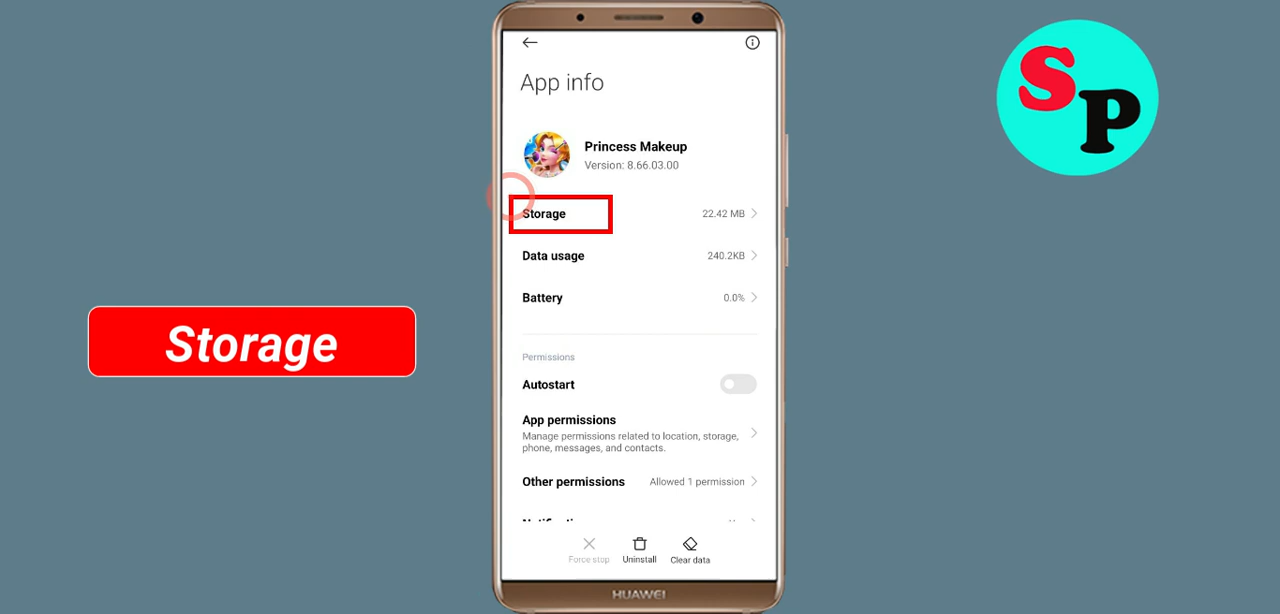 SP
App info
Princess Makeup
Version: 8.66.03.00
Storage 22.42 MB
Data usage 240.2KB
Battery 0.0%
Storage
Permissions
Autostart
App permissions
Manage permissions related to location, storage,
phone, messages, and contacts.
Other permissions Allowed 1 permission
Force stop Uninstall Clear data
HUAWEI